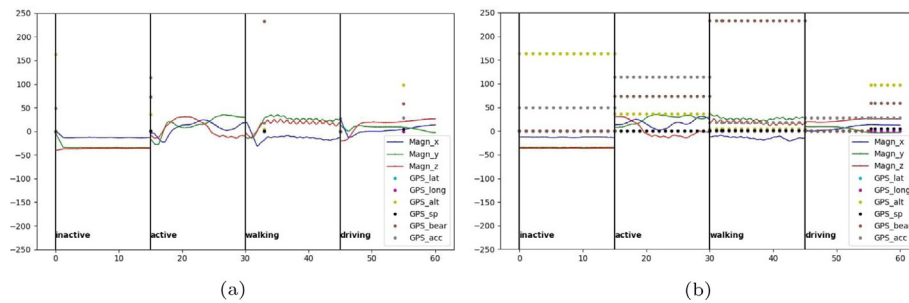 250
200
150
100
50
0
−50
−100
−150
−200
−250
0 10 20 30 40 50 60
inactive active walking driving
Magn_x
Magn_y
Magn_z
GPS_lat
GPS_long
GPS_alt
GPS_sp
GPS_bear
GPS_acc
(a)
250
200
150
100
50
0
−50
−100
−150
−200
−250
0 10 20 30 40 50 60
inactive active walking driving
Magn_x
Magn_y
Magn_z
GPS_lat
GPS_long
GPS_alt
GPS_sp
GPS_bear
GPS_acc
(b)